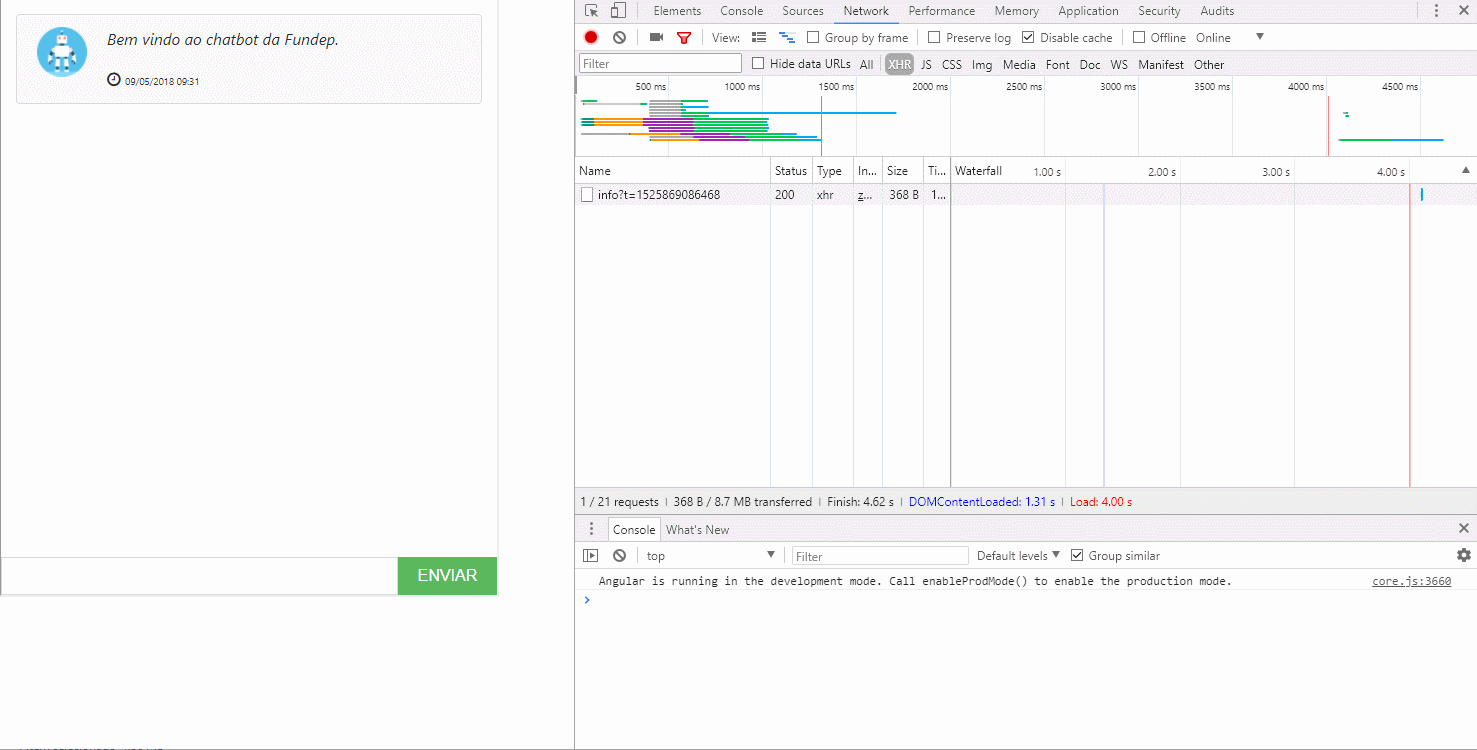 Bem vindo ao chatbot da Fundep.
09/05/2018 09:31
ENVIAR
Elements Console Sources Network Performance Memory Application Security Audits
View: Group by frame Preserve log Disable cache Offline Online
Filter Hide data URLs All XHR JS CSS Img Media Font Doc WS Manifest Other
500 ms 1000 ms 1500 ms 2000 ms 2500 ms 3000 ms 3500 ms 4000 ms 4500 ms
Name Status Type In... Size Ti... Waterfall 1.00 s 2.00 s 3.00 s 4.00 s
info?t=1525869086468 200 xhr z... 368 B 1...
1 / 21 requests | 368 B / 8.7 MB transferred | Finish: 4.62 s | DOMContentLoaded: 1.31 s | Load: 4.00 s
Console What's New
top Filter Default levels Group similar
Angular is running in the development mode. Call enableProdMode() to enable the production mode. core.js:3660